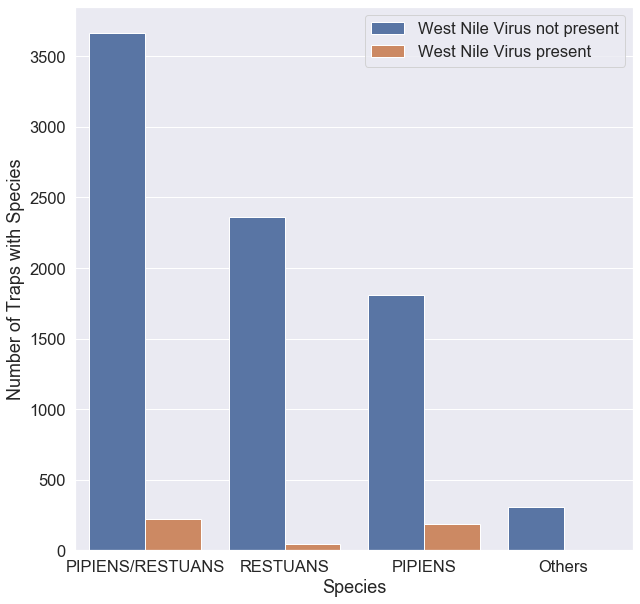 West Nile Virus not present
West Nile Virus present
Number of Traps with Species
3500
3000
2500
2000
1500
1000
500
0
PIPIENS/RESTUANS RESTUANS PIPIENS Others
Species